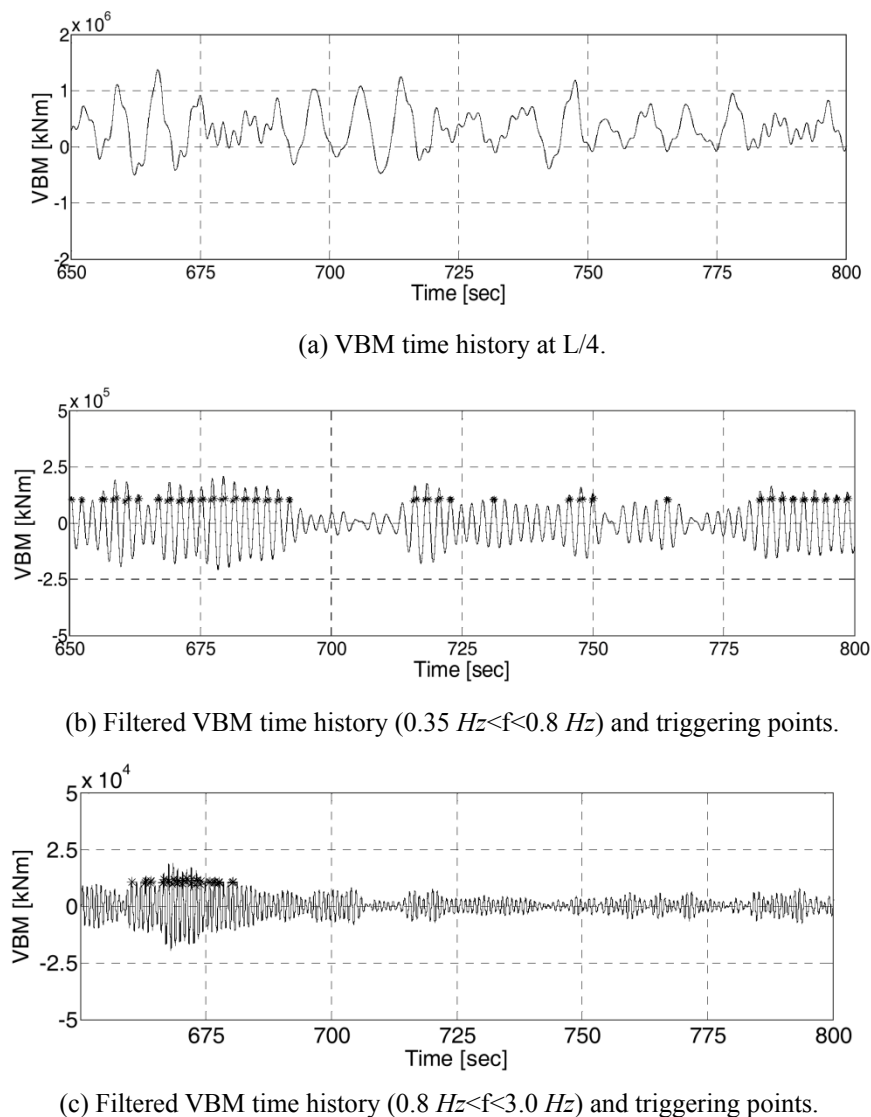 x 10^6
2
1
0
-1
-2
VBM [kNm]
650 675 700 725 750 775 800
Time [sec]
(a) VBM time history at L/4.
x 10^5
5
2.5
0
-2.5
-5
VBM [kNm]
650 675 700 725 750 775 800
Time [sec]
(b) Filtered VBM time history (0.35 Hz<f<0.8 Hz) and triggering points.
x 10^4
5
2.5
0
-2.5
-5
VBM [kNm]
675 700 725 750 775 800
Time [sec]
(c) Filtered VBM time history (0.8 Hz<f<3.0 Hz) and triggering points.